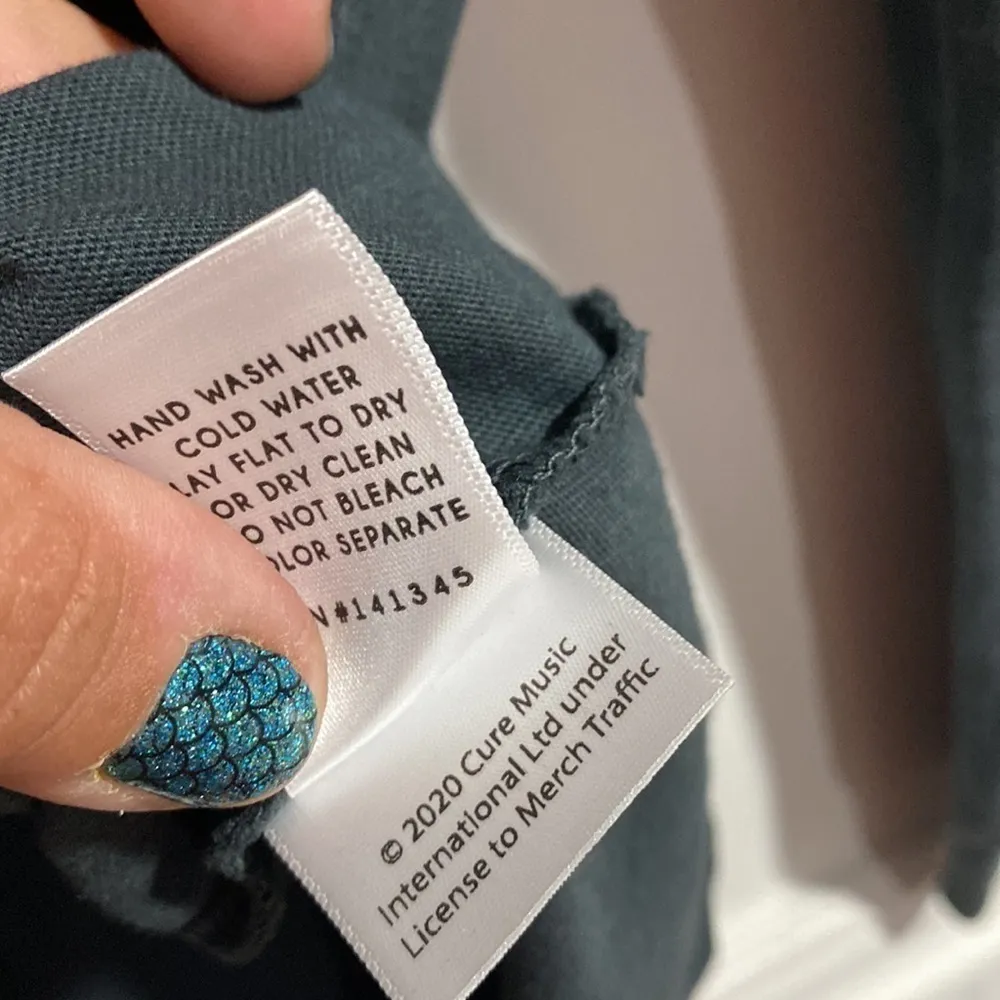 HAND WASH WITH
COLD WATER
LAY FLAT TO DRY
OR DRY CLEAN
O NOT BLEACH
OLOR SEPARATE
N#141345
© 2020 Cure Music
International Ltd under
License to Merch Traffic